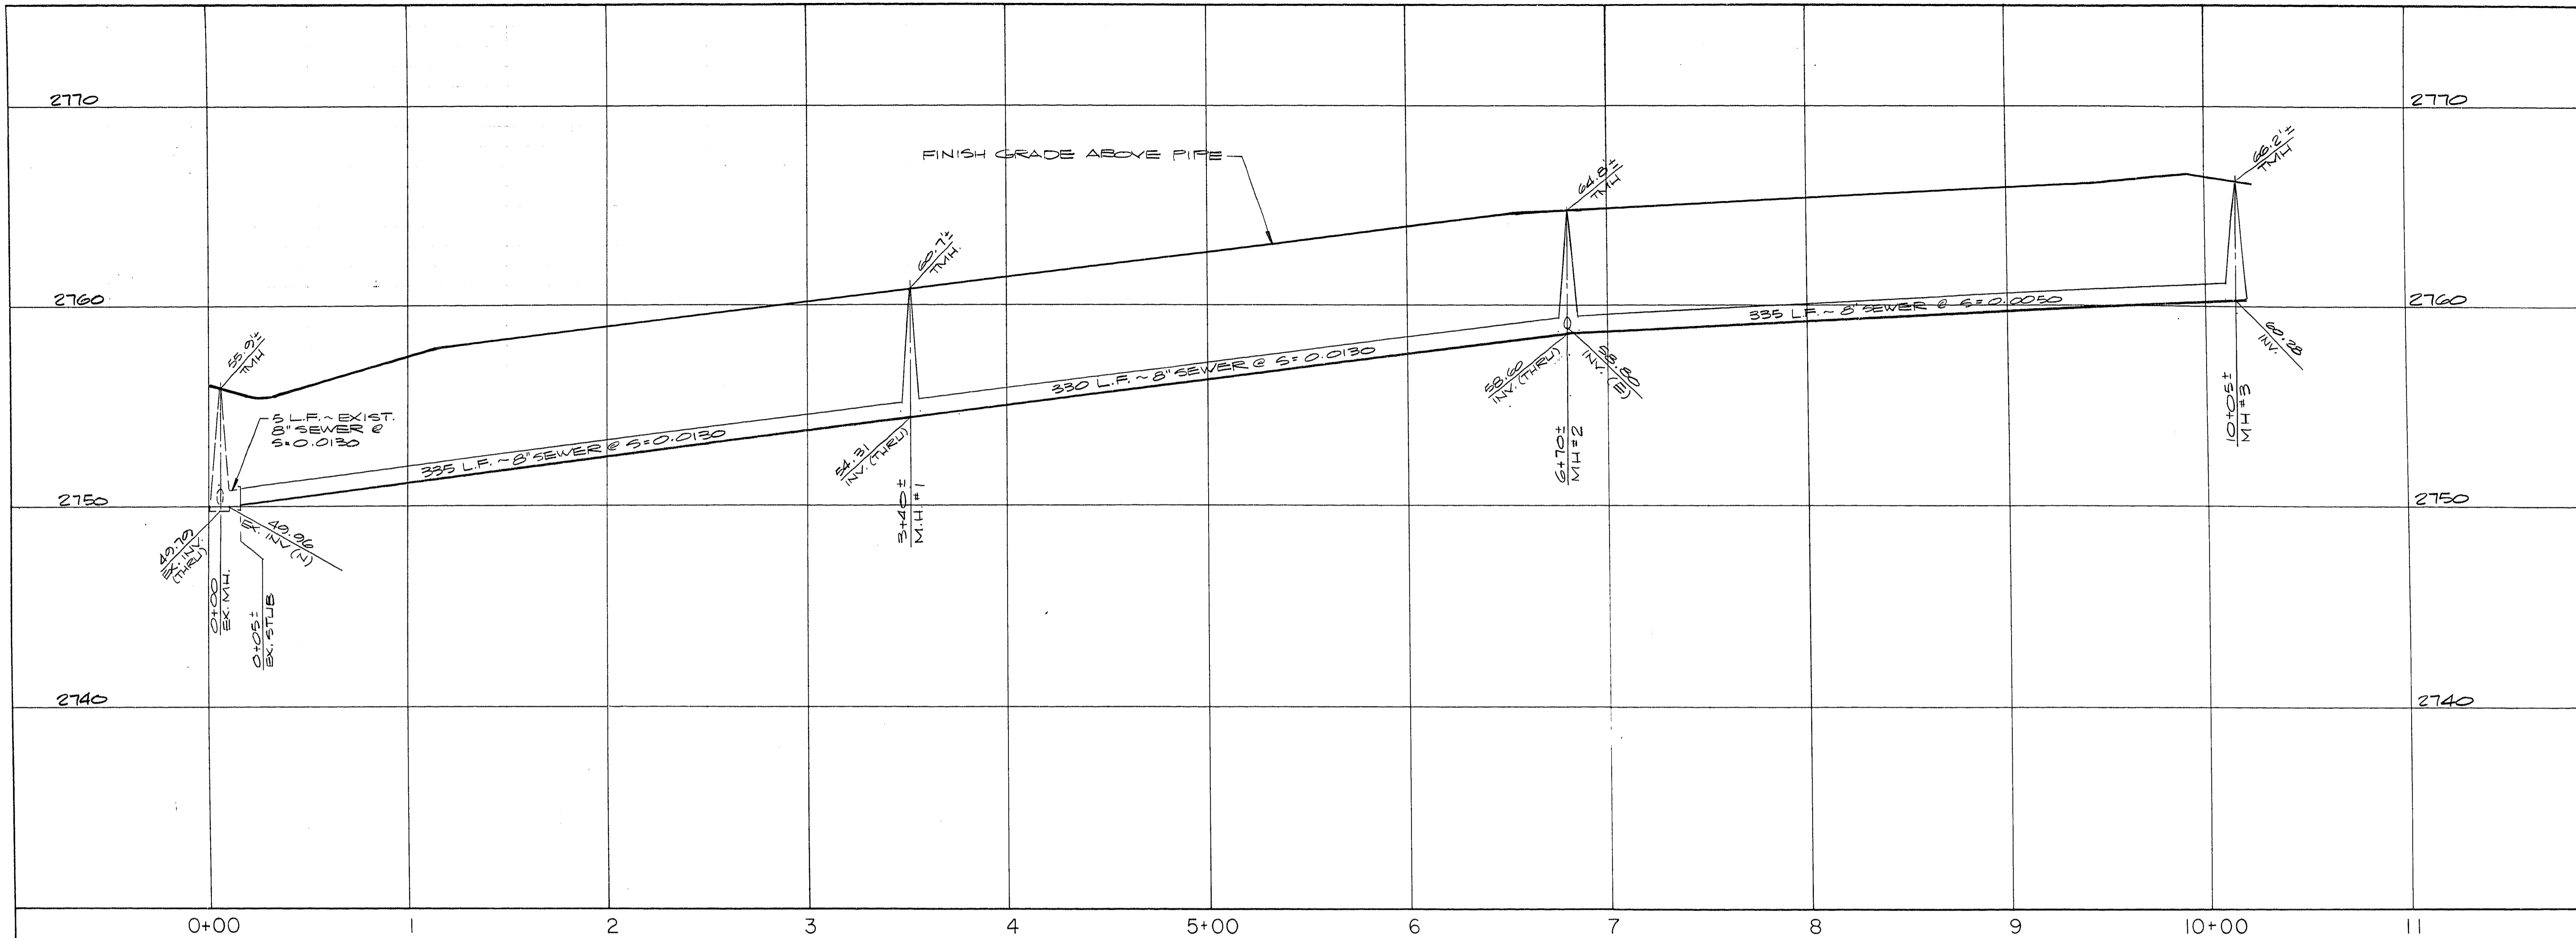 2770
2770
FINISH GRADE ABOVE PIPE
66.2'±
TMH
64.8'±
TMH
60.7'±
TMH.
2760
2760
335 L.F. ~ 8" SEWER @ S=0.0050
55.9'±
TMH
330 L.F. ~ 8" SEWER @ S=0.0130
58.60
INV. (THRU)
58.80
INV. (E)
60.28
INV.
5 L.F. ~ EXIST.
8" SEWER @
S=0.0130
335 L.F. ~ 8" SEWER @ S=0.0130
54.31
INV. (THRU)
10+05±
MH #3
6+70±
MH #2
3+40±
M.H. #1
2750
2750
49.79
EX. INV.
(THRU)
49.96
EX. INV (N)
0+00
EX. M.H.
0+05±
EX. STUB
2740
2740
0+00 1 2 3 4 5+00 6 7 8 9 10+00 11